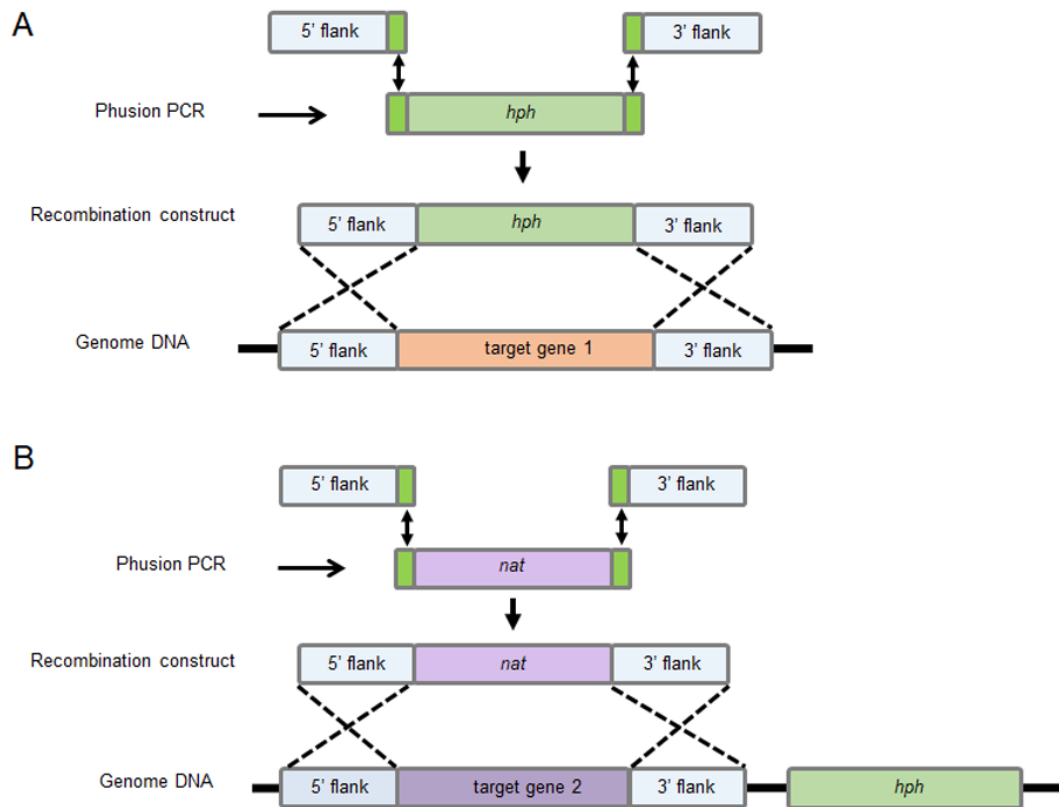 A
5' flank
3' flank
Phusion PCR
hph
Recombination construct
5' flank
hph
3' flank
Genome DNA
5' flank
target gene 1
3' flank
B
5' flank
3' flank
Phusion PCR
nat
Recombination construct
5' flank
nat
3' flank
Genome DNA
5' flank
target gene 2
3' flank
hph